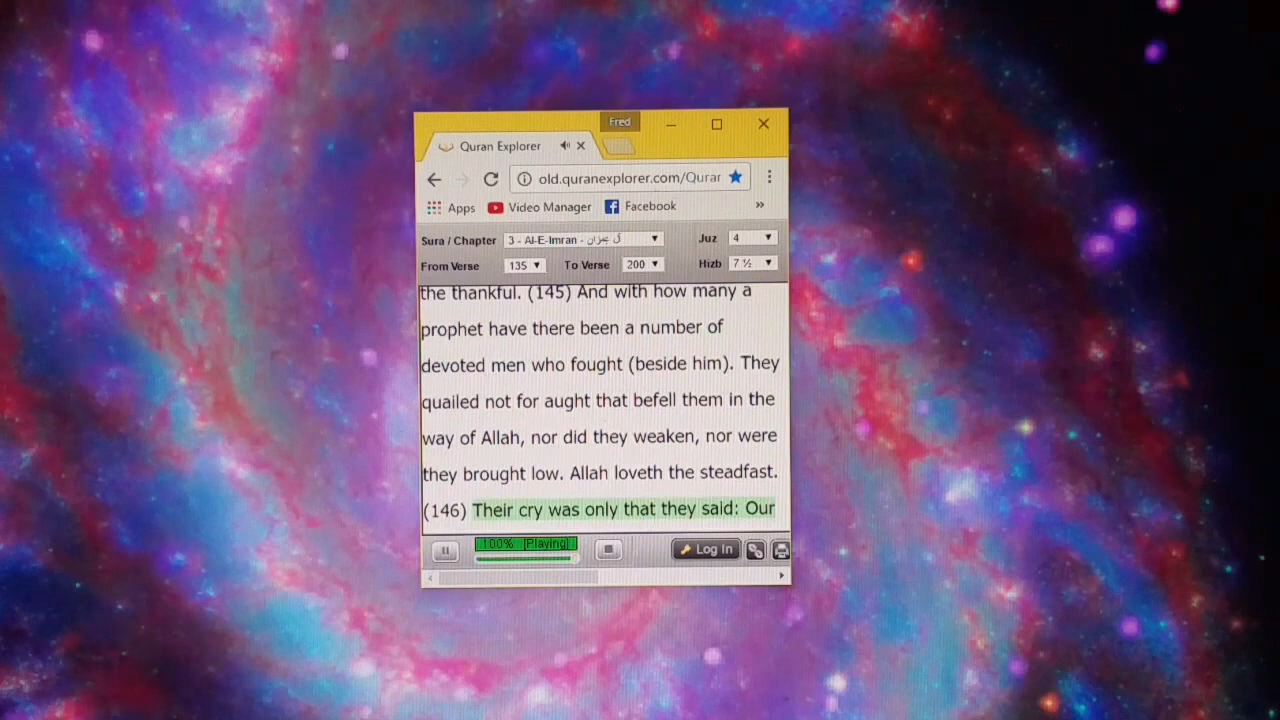 Fred
Quran Explorer
old.quranexplorer.com/Qurar
Apps Video Manager Facebook »
Sura / Chapter 3 - Al-E-Imran - آل عمران Juz 4
From Verse 135 To Verse 200 Hizb 7 ½
the thankful. (145) And with how many a
prophet have there been a number of
devoted men who fought (beside him). They
quailed not for aught that befell them in the
way of Allah, nor did they weaken, nor were
they brought low. Allah loveth the steadfast.
(146) Their cry was only that they said: Our
100% [Playing] Log In